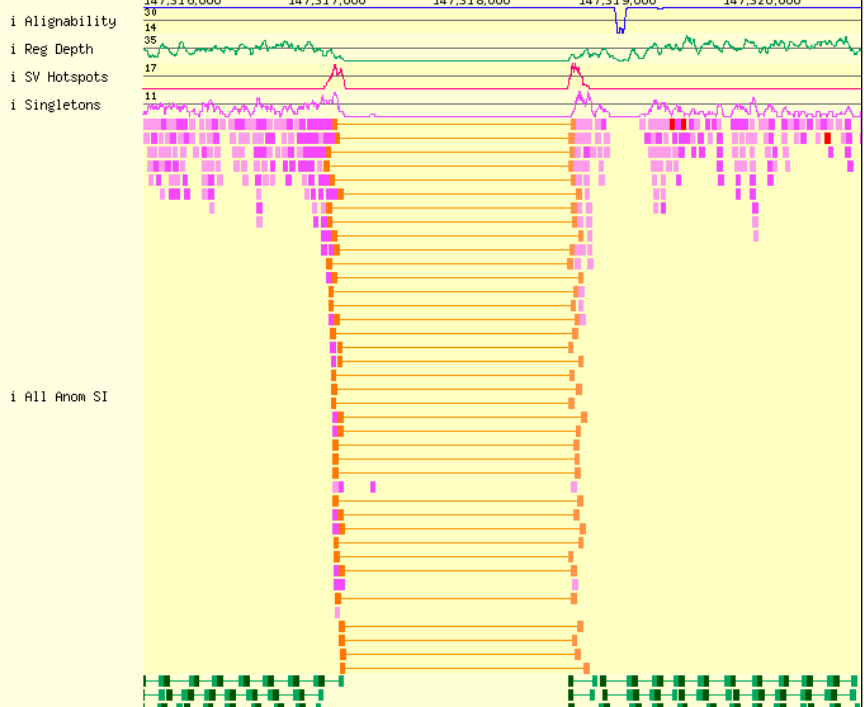 147,316,000 147,317,000 147,318,000 147,319,000 147,320,000
30
i Alignability
14
35
i Reg Depth
17
i SV Hotspots
11
i Singletons
i All Anom SI